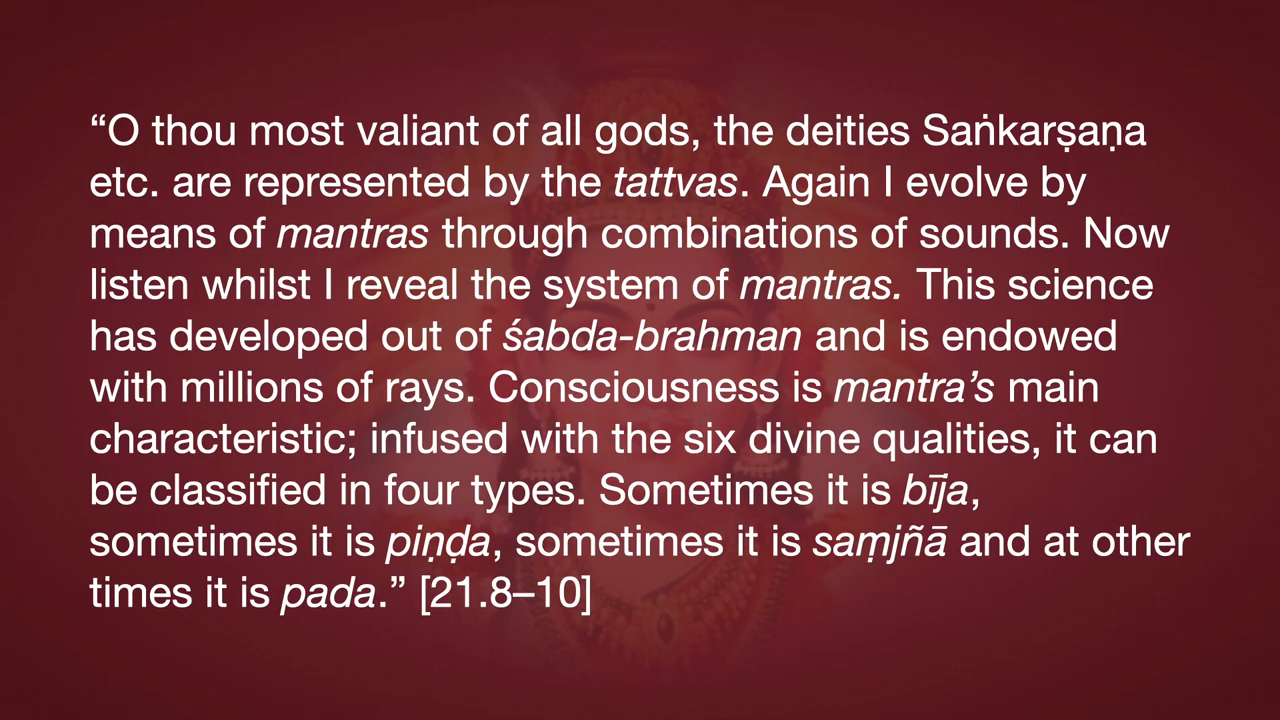 “O thou most valiant of all gods, the deities Saṅkarṣaṇa
etc. are represented by the tattvas. Again I evolve by
means of mantras through combinations of sounds. Now
listen whilst I reveal the system of mantras. This science
has developed out of śabda-brahman and is endowed
with millions of rays. Consciousness is mantra’s main
characteristic; infused with the six divine qualities, it can
be classified in four types. Sometimes it is bīja,
sometimes it is piṇḍa, sometimes it is saṃjñā and at other
times it is pada.” [21.8–10]